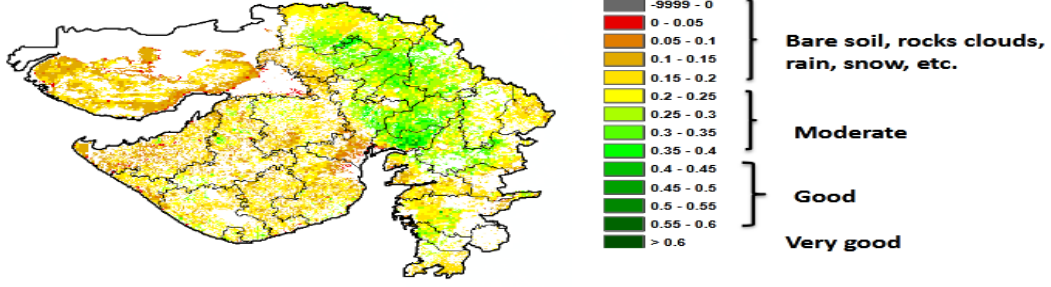 -9999 - 0
0 - 0.05
0.05 - 0.1
0.1 - 0.15
0.15 - 0.2
0.2 - 0.25
0.25 - 0.3
0.3 - 0.35
0.35 - 0.4
0.4 - 0.45
0.45 - 0.5
0.5 - 0.55
0.55 - 0.6
> 0.6
Bare soil, rocks clouds,
rain, snow, etc.
Moderate
Good
Very good